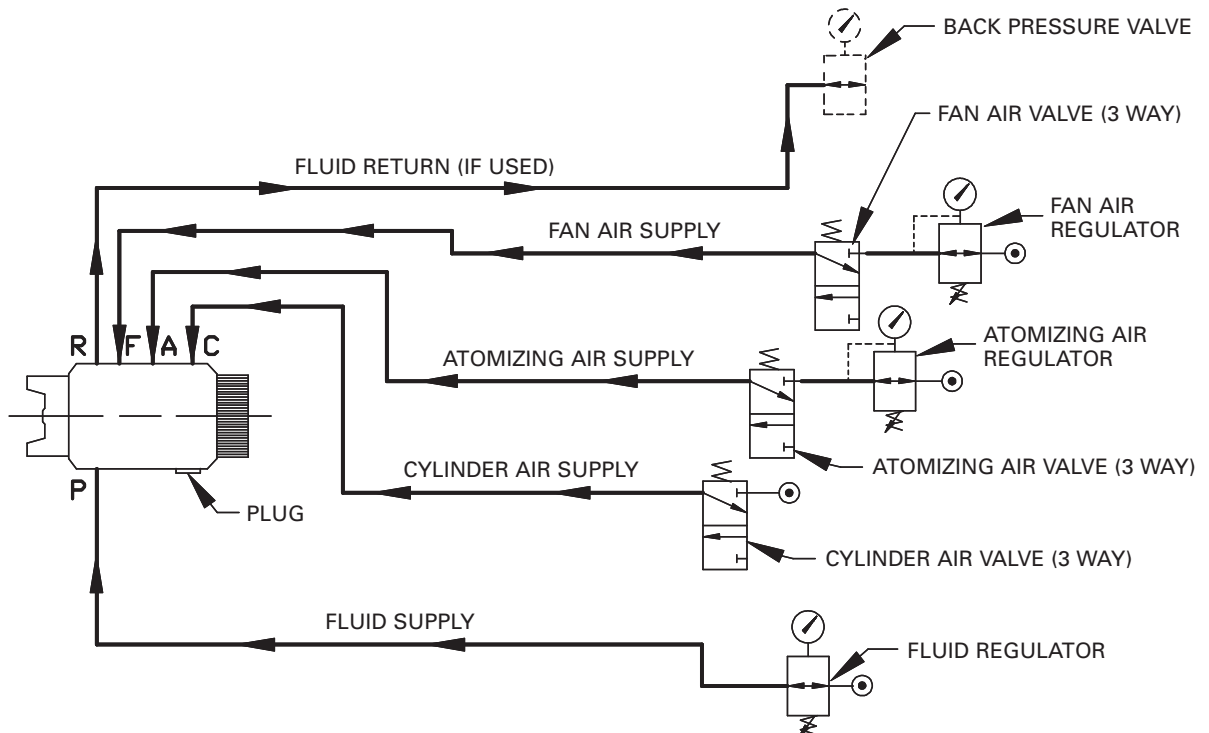 BACK PRESSURE VALVE
FAN AIR VALVE (3 WAY)
FLUID RETURN (IF USED)
FAN AIR SUPPLY
FAN AIR
REGULATOR
R F A C
ATOMIZING AIR SUPPLY
ATOMIZING AIR
REGULATOR
CYLINDER AIR SUPPLY
ATOMIZING AIR VALVE (3 WAY)
P
PLUG
CYLINDER AIR VALVE (3 WAY)
FLUID SUPPLY
FLUID REGULATOR